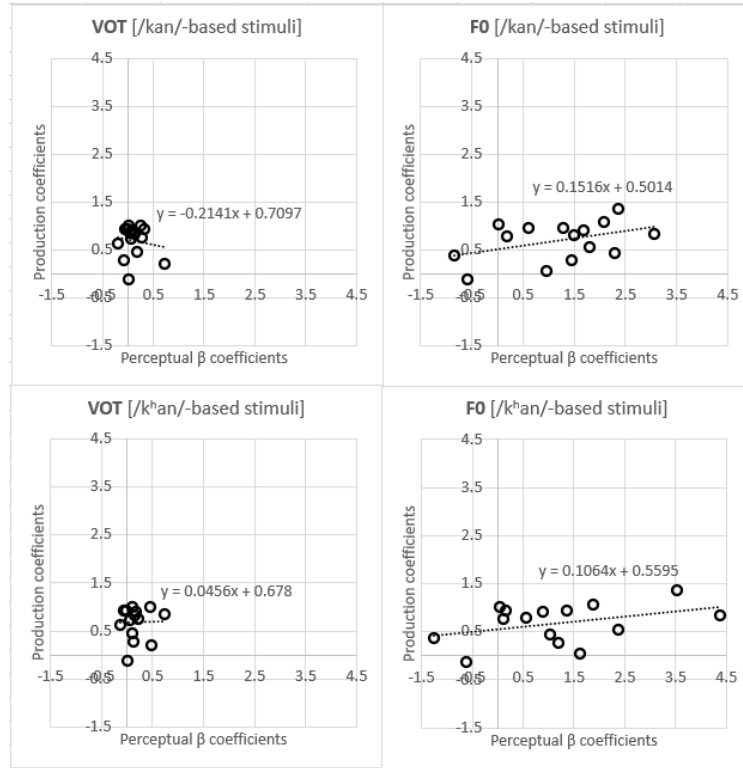 VOT [/kan/-based stimuli]
4.5
3.5
2.5
1.5
0.5
-0.5
-1.5
-1.5 -0.5 0.5 1.5 2.5 3.5 4.5
y = -0.2141x + 0.7097
Production coefficients
Perceptual β coefficients
F0 [/kan/-based stimuli]
4.5
3.5
2.5
1.5
0.5
-0.5
-1.5
-1.5 -0.5 0.5 1.5 2.5 3.5 4.5
y = 0.1516x + 0.5014
Production coefficients
Perceptual β coefficients
VOT [/kʰan/-based stimuli]
4.5
3.5
2.5
1.5
0.5
-0.5
-1.5
-1.5 -0.5 0.5 1.5 2.5 3.5 4.5
y = 0.0456x + 0.678
Production coefficients
Perceptual β coefficients
F0 [/kʰan/-based stimuli]
4.5
3.5
2.5
1.5
0.5
-0.5
-1.5
-1.5 -0.5 0.5 1.5 2.5 3.5 4.5
y = 0.1064x + 0.5595
Production coefficients
Perceptual β coefficients